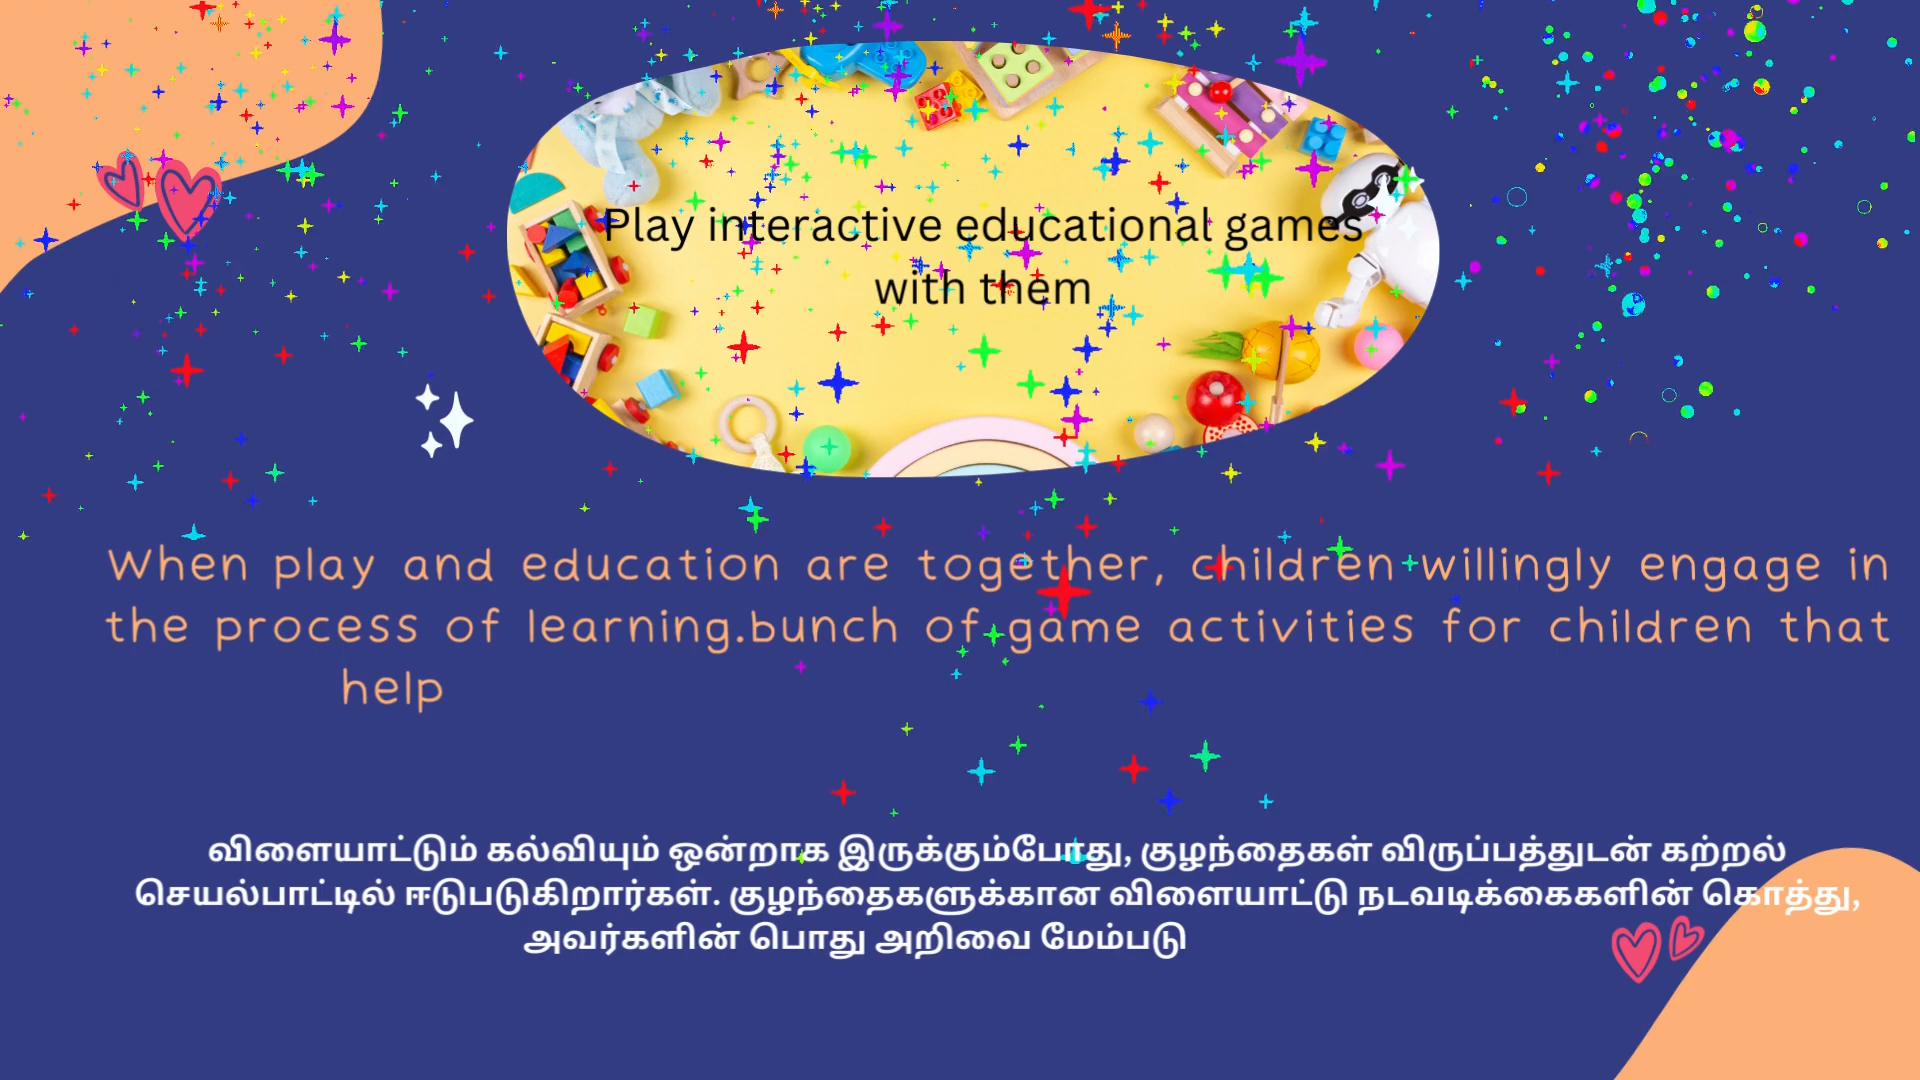 Play interactive educational games
with them
When play and education are together, children willingly engage in
the process of learning.bunch of game activities for children that
help
விளையாட்டும் கல்வியும் ஒன்றாக இருக்கும்போது, குழந்தைகள் விருப்பத்துடன் கற்றல்
செயல்பாட்டில் ஈடுபடுகிறார்கள். குழந்தைகளுக்கான விளையாட்டு நடவடிக்கைகளின் கொத்து,
அவர்களின் பொது அறிவை மேம்படு